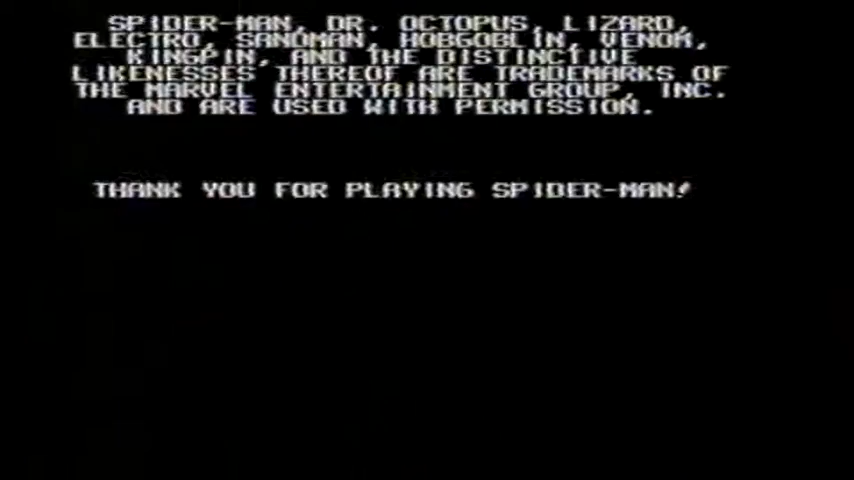 SPIDER-MAN, DR. OCTOPUS, LIZARD,
ELECTRO, SANDMAN, HOBGOBLIN, VENOM,
KINGPIN, AND THE DISTINCTIVE
LIKENESSES THEREOF ARE TRADEMARKS OF
THE MARVEL ENTERTAINMENT GROUP, INC.
AND ARE USED WITH PERMISSION.
THANK YOU FOR PLAYING SPIDER-MAN!